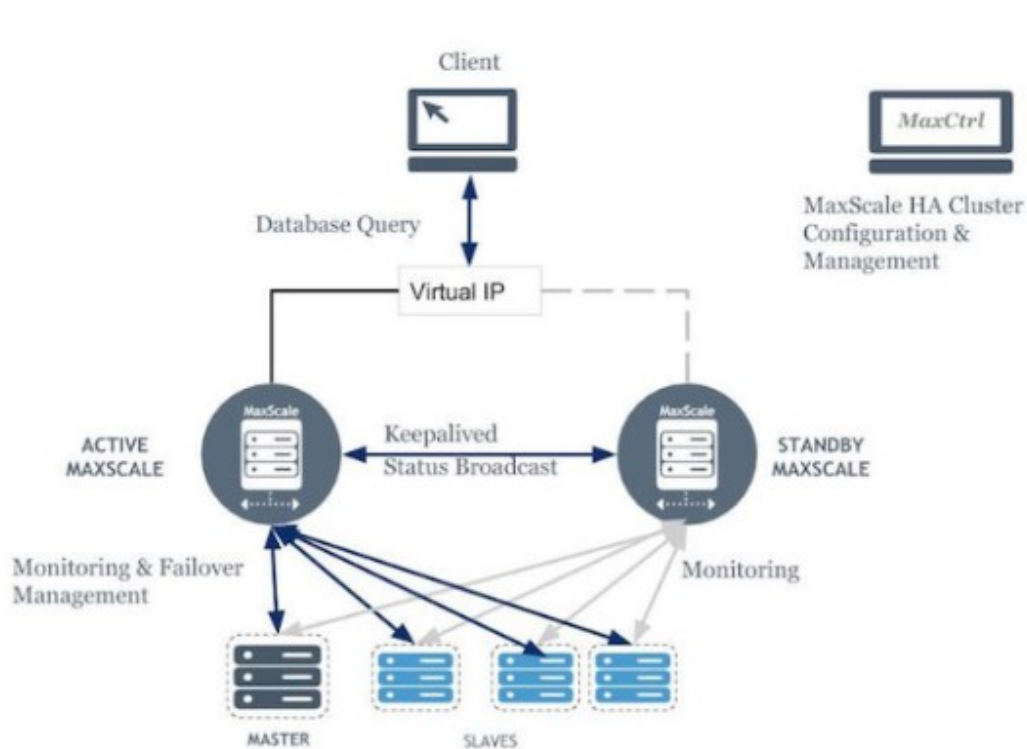 Client
MaxCtrl
MaxScale HA Cluster
Configuration &
Management
Database Query
Virtual IP
MaxScale
MaxScale
ACTIVE
MAXSCALE
Keepalived
Status Broadcast
STANDBY
MAXSCALE
Monitoring & Failover
Management
Monitoring
MASTER
SLAVES